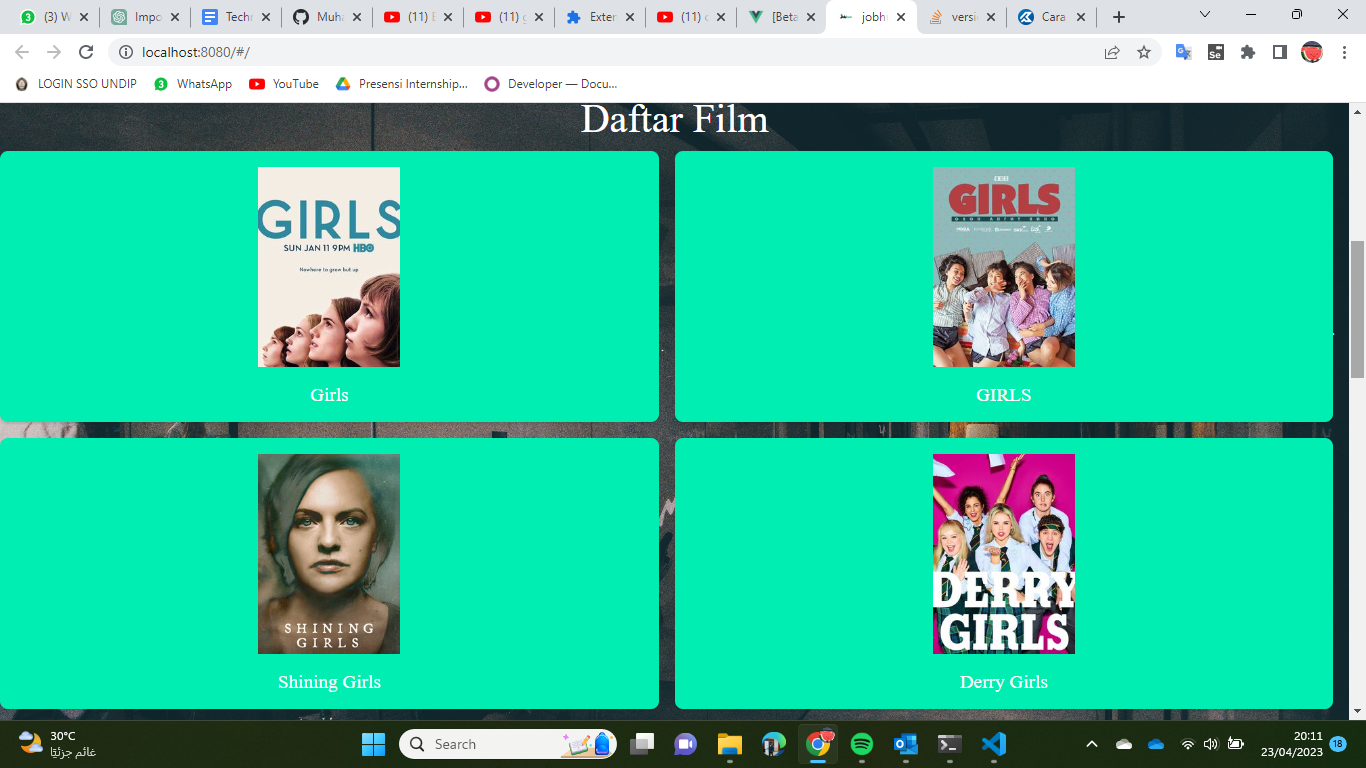 (3) W
Impo
Techn
Muha
(11) E
(11) g
Exten
(11) c
[Beta
jobh
versi
Cara
localhost:8080/#/
LOGIN SSO UNDIP
WhatsApp
YouTube
Presensi Internship...
Developer — Docu...
Daftar Film
GIRLS
SUN JAN 11 9PM HBO
Nowhere to grow but up
Girls
GIRLS
GIRLS
SHINING
GIRLS
Shining Girls
DERRY
GIRLS
Derry Girls
30°C
غائم جزئيًا
Search
20:11
23/04/2023
18